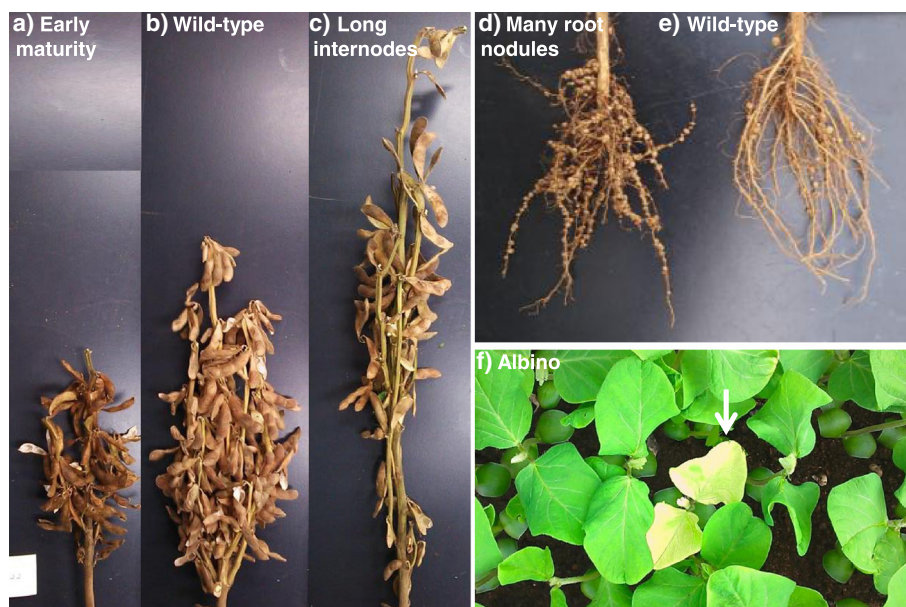 a) Early
maturity
b) Wild-type
c) Long
internodes
d) Many root
nodules
e) Wild-type
f) Albino